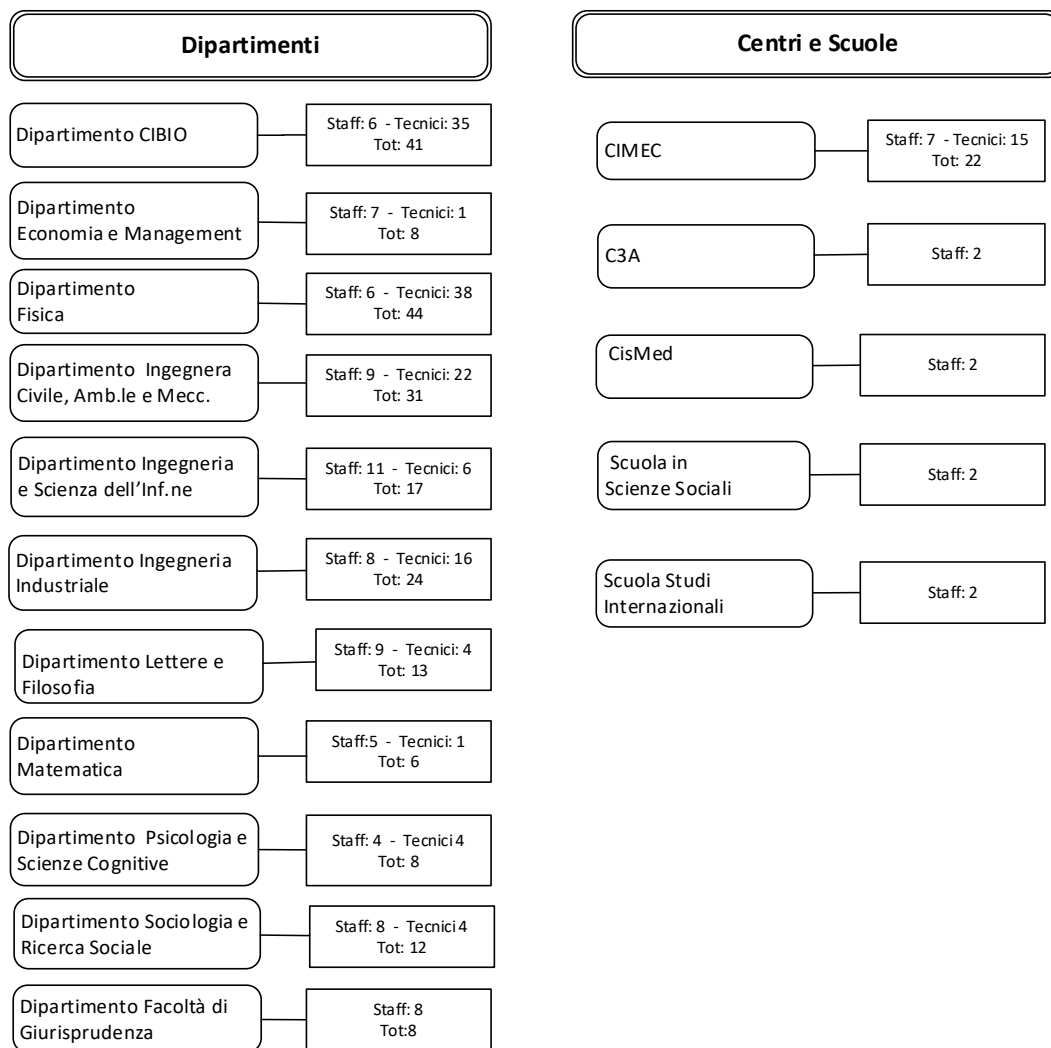 Dipartimenti
Dipartimento CIBIO
Staff: 6 - Tecnici: 35
Tot: 41
Dipartimento
Economia e Management
Staff: 7 - Tecnici: 1
Tot: 8
Dipartimento
Fisica
Staff: 6 - Tecnici: 38
Tot: 44
Dipartimento Ingegnera
Civile, Amb.le e Mecc.
Staff: 9 - Tecnici: 22
Tot: 31
Dipartimento Ingegneria
e Scienza dell’Inf.ne
Staff: 11 - Tecnici: 6
Tot: 17
Dipartimento Ingegneria
Industriale
Staff: 8 - Tecnici: 16
Tot: 24
Dipartimento Lettere e
Filosofia
Staff: 9 - Tecnici: 4
Tot: 13
Dipartimento
Matematica
Staff:5 - Tecnici: 1
Tot: 6
Dipartimento Psicologia e
Scienze Cognitive
Staff: 4 - Tecnici 4
Tot: 8
Dipartimento Sociologia e
Ricerca Sociale
Staff: 8 - Tecnici 4
Tot: 12
Dipartimento Facoltà di
Giurisprudenza
Staff: 8
Tot:8
Centri e Scuole
CIMEC
Staff: 7 - Tecnici: 15
Tot: 22
C3A
Staff: 2
CisMed
Staff: 2
Scuola in
Scienze Sociali
Staff: 2
Scuola Studi
Internazionali
Staff: 2